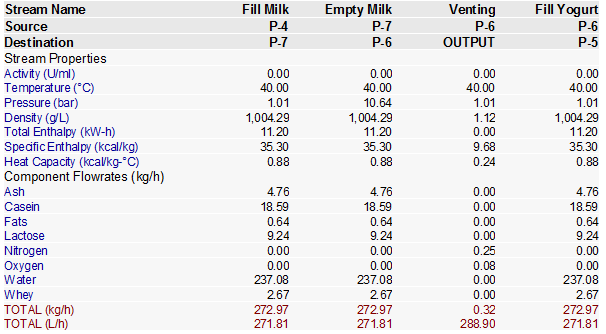 Stream Name Fill Milk Empty Milk Venting Fill Yogurt
Source P-4 P-7 P-6 P-6
Destination P-7 P-6 OUTPUT P-5
Stream Properties
Activity (U/ml) 0.00 0.00 0.00 0.00
Temperature (°C) 40.00 40.00 40.00 40.00
Pressure (bar) 1.01 10.64 1.01 1.01
Density (g/L) 1,004.29 1,004.29 1.12 1,004.29
Total Enthalpy (kW-h) 11.20 11.20 0.00 11.20
Specific Enthalpy (kcal/kg) 35.30 35.30 9.68 35.30
Heat Capacity (kcal/kg-°C) 0.88 0.88 0.24 0.88
Component Flowrates (kg/h)
Ash 4.76 4.76 0.00 4.76
Casein 18.59 18.59 0.00 18.59
Fats 0.64 0.64 0.00 0.64
Lactose 9.24 9.24 0.00 9.24
Nitrogen 0.00 0.00 0.25 0.00
Oxygen 0.00 0.00 0.08 0.00
Water 237.08 237.08 0.00 237.08
Whey 2.67 2.67 0.00 2.67
TOTAL (kg/h) 272.97 272.97 0.32 272.97
TOTAL (L/h) 271.81 271.81 288.90 271.81